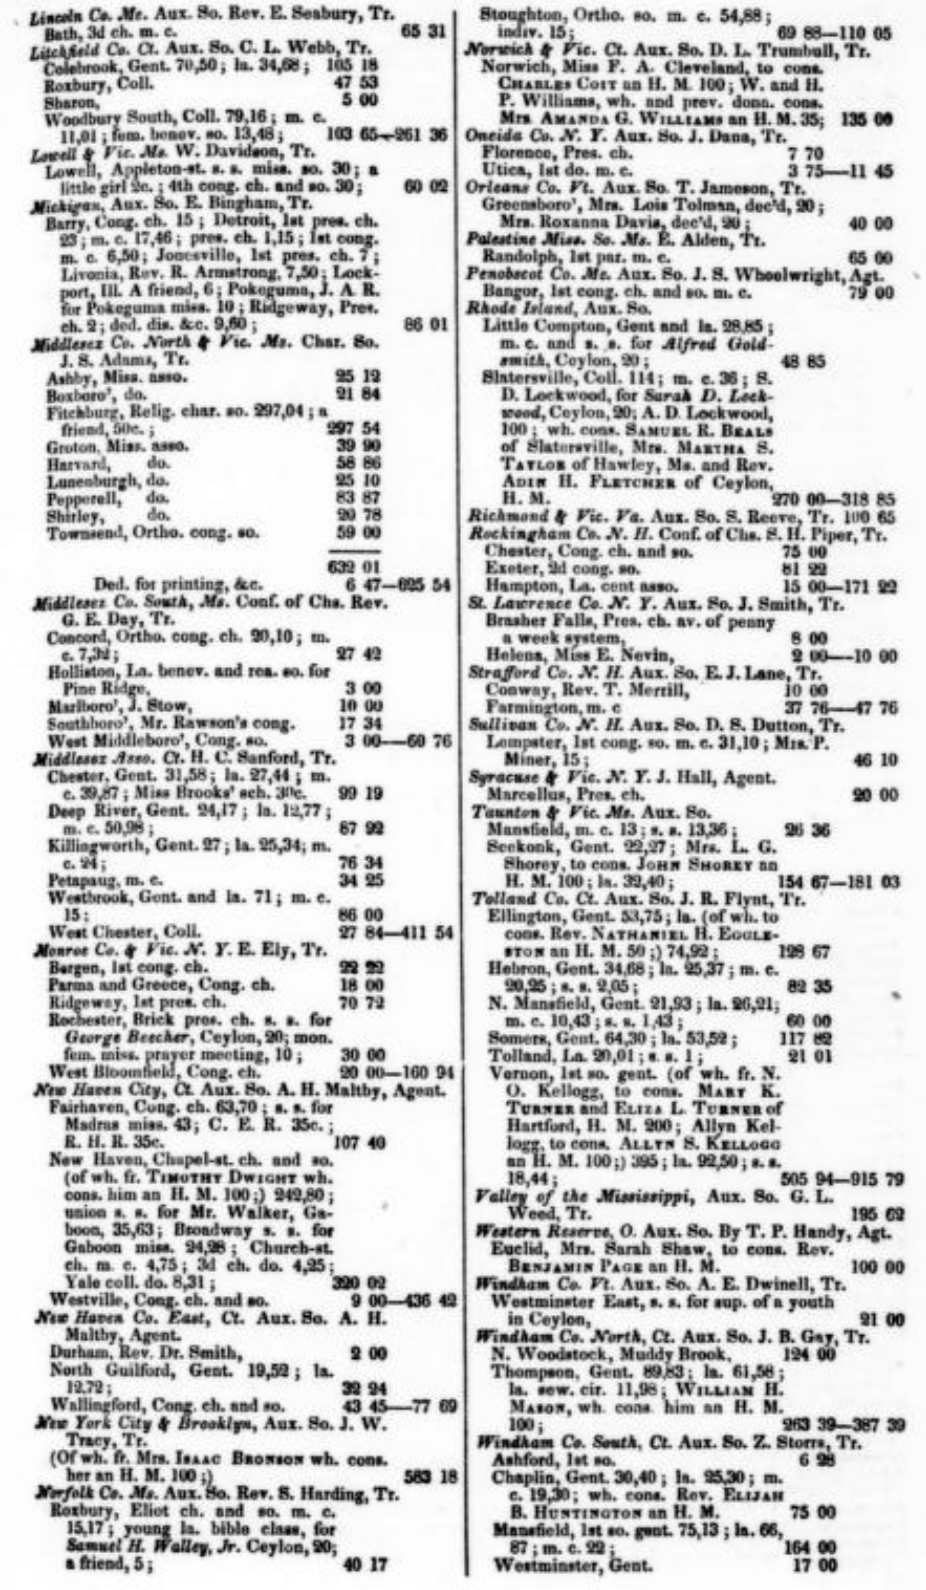 Lincoln Co. Me. Aux. So. Rev. E. Seabury, Tr.
Bath, 3d ch. m. c. 65 31
Litchfield Co. Ct. Aux. So. C. L. Webb, Tr.
Colebrook, Gent. 70,50; la. 34,68; 105 18
Roxbury, Coll. 47 53
Sharon, 5 00
Woodbury South, Coll. 79,16; m. c.
11,01; fem. benev. so. 13,48; 103 65—261 36
Lowell & Vic. Ms. W. Davidson, Tr.
Lowell, Appleton-st. s. s. miss. so. 30; a
little girl 2c.; 4th cong. ch. and so. 30; 60 02
Michigan, Aux. So. E. Bingham, Tr.
Barry, Cong. ch. 15; Detroit, 1st pres. ch.
23; m. c. 17,46; pres. ch. 1,15; 1st cong.
m. c. 6,50; Jonesville, 1st pres. ch. 7;
Livonia, Rev. R. Armstrong, 7,50; Lock-
port, Ill. A friend, 6; Pokeguma, J. A. R.
for Pokeguma miss. 10; Ridgeway, Pres.
ch. 2; ded. dis. &c. 9,60; 86 01
Middlesex Co. North & Vic. Ms. Char. So.
J. S. Adams, Tr.
Ashby, Miss. asso. 25 12
Boxboro', do. 21 84
Fitchburg, Relig. char. so. 297,04; a
friend, 50c.; 297 54
Groton, Miss. asso. 39 90
Harvard, do. 58 86
Lunenburgh, do. 25 10
Pepperell, do. 83 87
Shirley, do. 20 78
Townsend, Ortho. cong. so. 59 00
632 01
Ded. for printing, &c. 6 47—625 54
Middlesex Co. South, Ms. Conf. of Chs. Rev.
G. E. Day, Tr.
Concord, Ortho. cong. ch. 20,10; m.
c. 7,32; 27 42
Holliston, La. benev. and rea. so. for
Pine Ridge, 3 00
Marlboro', J. Stow, 10 00
Southboro', Mr. Rawson's cong. 17 34
West Middleboro', Cong. so. 3 00—60 76
Middlesex Asso. Ct. H. C. Sanford, Tr.
Chester, Gent. 31,58; la. 27,44; m.
c. 39,87; Miss Brooks' sch. 30c. 99 19
Deep River, Gent. 24,17; la. 12,77;
m. c. 50,98; 87 92
Killingworth, Gent. 27; la. 25,34; m.
c. 24; 76 34
Petapaug, m. c. 34 25
Westbrook, Gent. and la. 71; m. c.
15; 86 00
West Chester, Coll. 27 84—411 54
Monroe Co. & Vic. N. Y. E. Ely, Tr.
Bergen, 1st cong. ch. 22 22
Parma and Greece, Cong. ch. 18 00
Ridgeway, 1st pres. ch. 70 72
Rochester, Brick pres. ch. s. s. for
George Beecher, Ceylon, 20; mon.
fem. miss. prayer meeting, 10; 30 00
West Bloomfield, Cong. ch. 20 00—160 94
New Haven City, Ct. Aux. So. A. H. Maltby, Agent.
Fairhaven, Cong. ch. 63,70; s. s. for
Madras miss. 43; C. E. R. 35c.;
R. H. R. 35c. 107 40
New Haven, Chapel-st. ch. and so.
(of wh. fr. TIMOTHY DWIGHT wh.
cons. him an H. M. 100;) 242,80;
union s. s. for Mr. Walker, Ga-
boon, 35,63; Broadway s. s. for
Gaboon miss. 24,28; Church-st.
ch. m. c. 4,75; 3d ch. do. 4,25;
Yale coll. do. 8,31; 320 02
Westville, Cong. ch. and so. 9 00—436 42
New Haven Co. East, Ct. Aux. So. A. H.
Maltby, Agent.
Durham, Rev. Dr. Smith, 2 00
North Guilford, Gent. 19,52; la.
12,72; 32 24
Wallingford, Cong. ch. and so. 43 45—77 69
New York City & Brooklyn, Aux. So. J. W.
Tracy, Tr.
(Of wh. fr. Mrs. ISAAC BRONSON wh. cons.
her an H. M. 100;) 583 18
Norfolk Co. Ms. Aux. So. Rev. S. Harding, Tr.
Roxbury, Eliot ch. and so. m. c.
15,17; young la. bible class, for
Samuel H. Walley, Jr. Ceylon, 20;
a friend, 5; 40 17
Stoughton, Ortho. so. m. c. 54,88;
indiv. 15; 69 88—110 05
Norwich & Vic. Ct. Aux. So. D. L. Trumbull, Tr.
Norwich, Miss F. A. Cleveland, to cons.
CHARLES COIT an H. M. 100; W. and H.
P. Williams, wh. and prev. dona. cons.
Mrs. AMANDA G. WILLIAMS an H. M. 35; 135 00
Oneida Co. N. Y. Aux. So. J. Dana, Tr.
Florence, Pres. ch. 7 70
Utica, 1st do. m. c. 3 75—11 45
Orleans Co. Vt. Aux. So. T. Jameson, Tr.
Greensboro', Mrs. Lois Tolman, dec'd, 20;
Mrs. Roxanna Davis, dec'd, 20; 40 00
Palestine Miss. So. Ms. E. Alden, Tr.
Randolph, 1st par. m. c. 65 00
Penobscot Co. Me. Aux. So. J. S. Wheelwright, Agt.
Bangor, 1st cong. ch. and so. m. c. 79 00
Rhode Island, Aux. So.
Little Compton, Gent and la. 28,85;
m. c. and s. s. for Alfred Gold-
smith, Ceylon, 20; 48 85
Slatersville, Coll. 114; m. c. 36; S.
D. Lockwood, for Sarah D. Lock-
wood, Ceylon, 20; A. D. Lockwood,
100; wh. cons. SAMUEL R. BEALS
of Slatersville, Mrs. MARTHA S.
TAYLOR of Hawley, Ms. and Rev.
ADIN H. FLETCHER of Ceylon,
H. M. 270 00—318 85
Richmond & Vic. Va. Aux. So. S. Reeve, Tr. 100 65
Rockingham Co. N. H. Conf. of Chs. S. H. Piper, Tr.
Chester, Cong. ch. and so. 75 00
Exeter, 2d cong. so. 81 22
Hampton, La. cent asso. 15 00—171 22
St. Lawrence Co. N. Y. Aux. So. J. Smith, Tr.
Brasher Falls, Pres. ch. av. of penny
a week system, 8 00
Helena, Miss E. Nevin, 2 00—10 00
Strafford Co. N. H. Aux. So. E. J. Lane, Tr.
Conway, Rev. T. Merrill, 10 00
Farmington, m. c 37 76—47 76
Sullivan Co. N. H. Aux. So. D. S. Dutton, Tr.
Lempster, 1st cong. so. m. c. 31,10; Mrs. P.
Miner, 15; 46 10
Syracuse & Vic. N. Y. J. Hall, Agent.
Marcellus, Pres. ch. 20 00
Taunton & Vic. Ms. Aux. So.
Mansfield, m. c. 13; s. s. 13,36; 26 36
Seekonk, Gent. 22,27; Mrs. L. G.
Shorey, to cons. JOHN SHOREY an
H. M. 100; la. 32,40; 154 67—181 03
Tolland Co. Ct. Aux. So. J. R. Flynt, Tr.
Ellington, Gent. 53,75; la. (of wh. to
cons. Rev. NATHANIEL H. EGGLE-
STON an H. M. 50;) 74,92; 128 67
Hebron, Gent. 34,68; la. 25,37; m. c.
20,25; s. s. 2,05; 82 35
N. Mansfield, Gent. 21,93; la. 26,21;
m. c. 10,43; s. s. 1,43; 60 00
Somers, Gent. 64,30; la. 53,52; 117 82
Tolland, La. 20,01; s. s. 1; 21 01
Vernon, 1st so. gent. (of wh. fr. N.
O. Kellogg, to cons. MARY K.
TURNER and ELIZA L. TURNER of
Hartford, H. M. 200; Allyn Kel-
logg, to cons. ALLYN S. KELLOGG
an H. M. 100;) 395; la. 92,50; s. s.
18,44; 505 94—915 79
Valley of the Mississippi, Aux. So. G. L.
Weed, Tr. 195 62
Western Reserve, O. Aux. So. By T. P. Handy, Agt.
Euclid, Mrs. Sarah Shaw, to cons. Rev.
BENJAMIN PAGE an H. M. 100 00
Windham Co. Vt. Aux. So. A. E. Dwinell, Tr.
Westminster East, s. s. for sup. of a youth
in Ceylon, 21 00
Windham Co. North, Ct. Aux. So. J. B. Gay, Tr.
N. Woodstock, Muddy Brook, 124 00
Thompson, Gent. 89,83; la. 61,58;
la. sew. cir. 11,98; WILLIAM H.
MASON, wh. cons. him an H. M.
100; 263 39—387 39
Windham Co. South, Ct. Aux. So. Z. Storrs, Tr.
Ashford, 1st so. 6 28
Chaplin, Gent. 30,40; la. 25,30; m.
c. 19,30; wh. cons. Rev. ELIJAH
B. HUNTINGTON an H. M. 75 00
Mansfield, 1st so. gent. 75,13; la. 66,
87; m. c. 22; 164 00
Westminster, Gent. 17 00